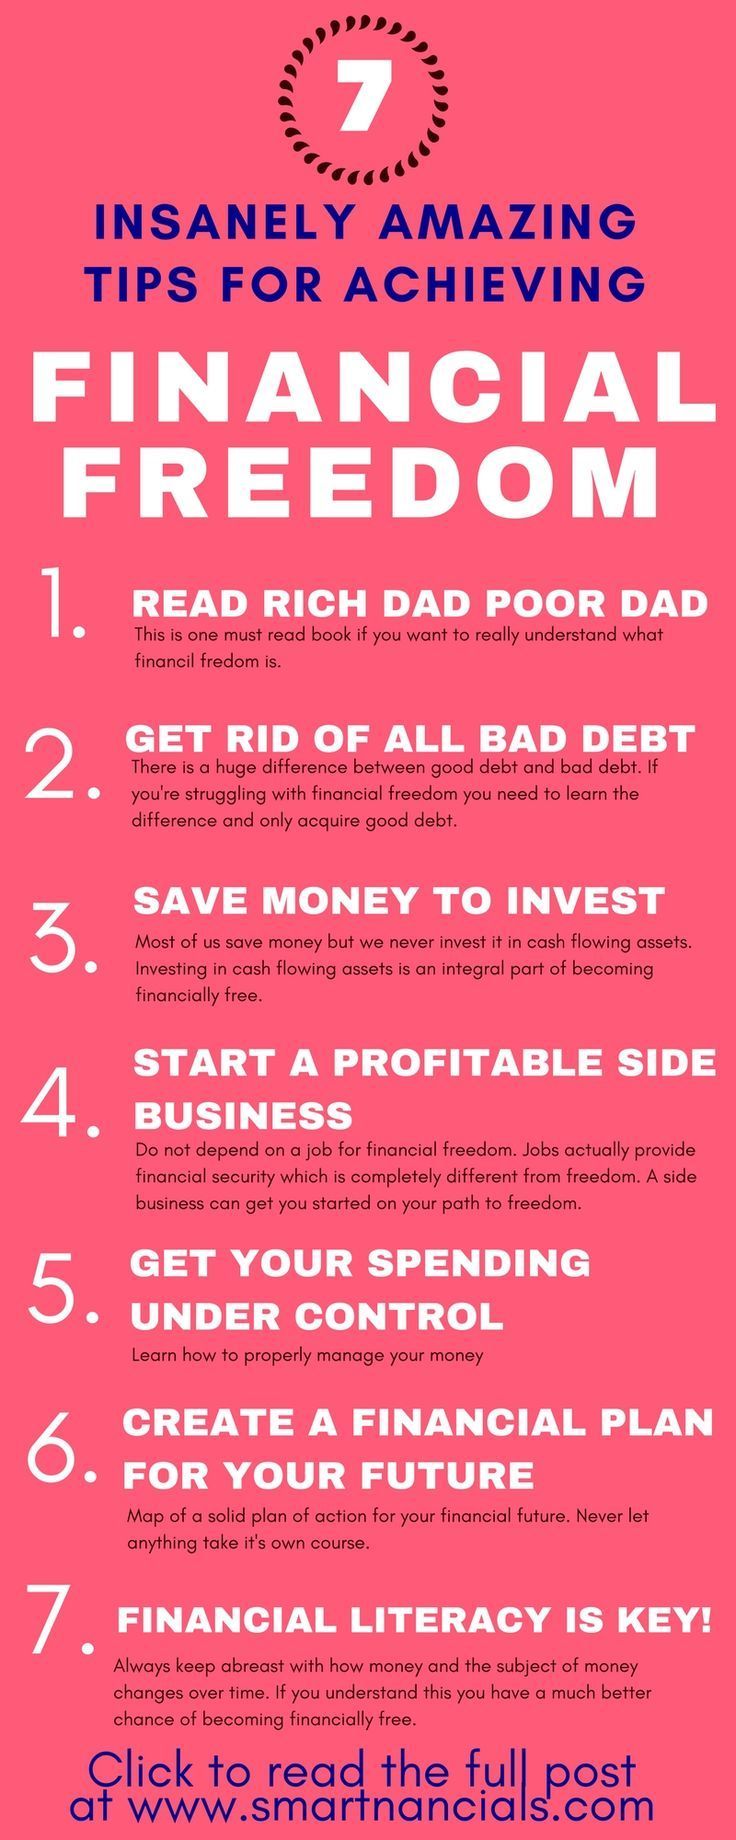 7
INSANELY AMAZING
TIPS FOR ACHIEVING
FINANCIAL
FREEDOM
1. READ RICH DAD POOR DAD
This is one must read book if you want to really understand what
financil fredom is.
2. GET RID OF ALL BAD DEBT
There is a huge difference between good debt and bad debt. If
you're struggling with financial freedom you need to learn the
difference and only acquire good debt.
3. SAVE MONEY TO INVEST
Most of us save money but we never invest it in cash flowing assets.
Investing in cash flowing assets is an integral part of becoming
financially free.
4. START A PROFITABLE SIDE
BUSINESS
Do not depend on a job for financial freedom. Jobs actually provide
financial security which is completely different from freedom. A side
business can get you started on your path to freedom.
5. GET YOUR SPENDING
UNDER CONTROL
Learn how to properly manage your money
6. CREATE A FINANCIAL PLAN
FOR YOUR FUTURE
Map of a solid plan of action for your financial future. Never let
anything take it's own course.
7. FINANCIAL LITERACY IS KEY!
Always keep abreast with how money and the subject of money
changes over time. If you understand this you have a much better
chance of becoming financially free.
Click to read the full post
at www.smartnancials.com